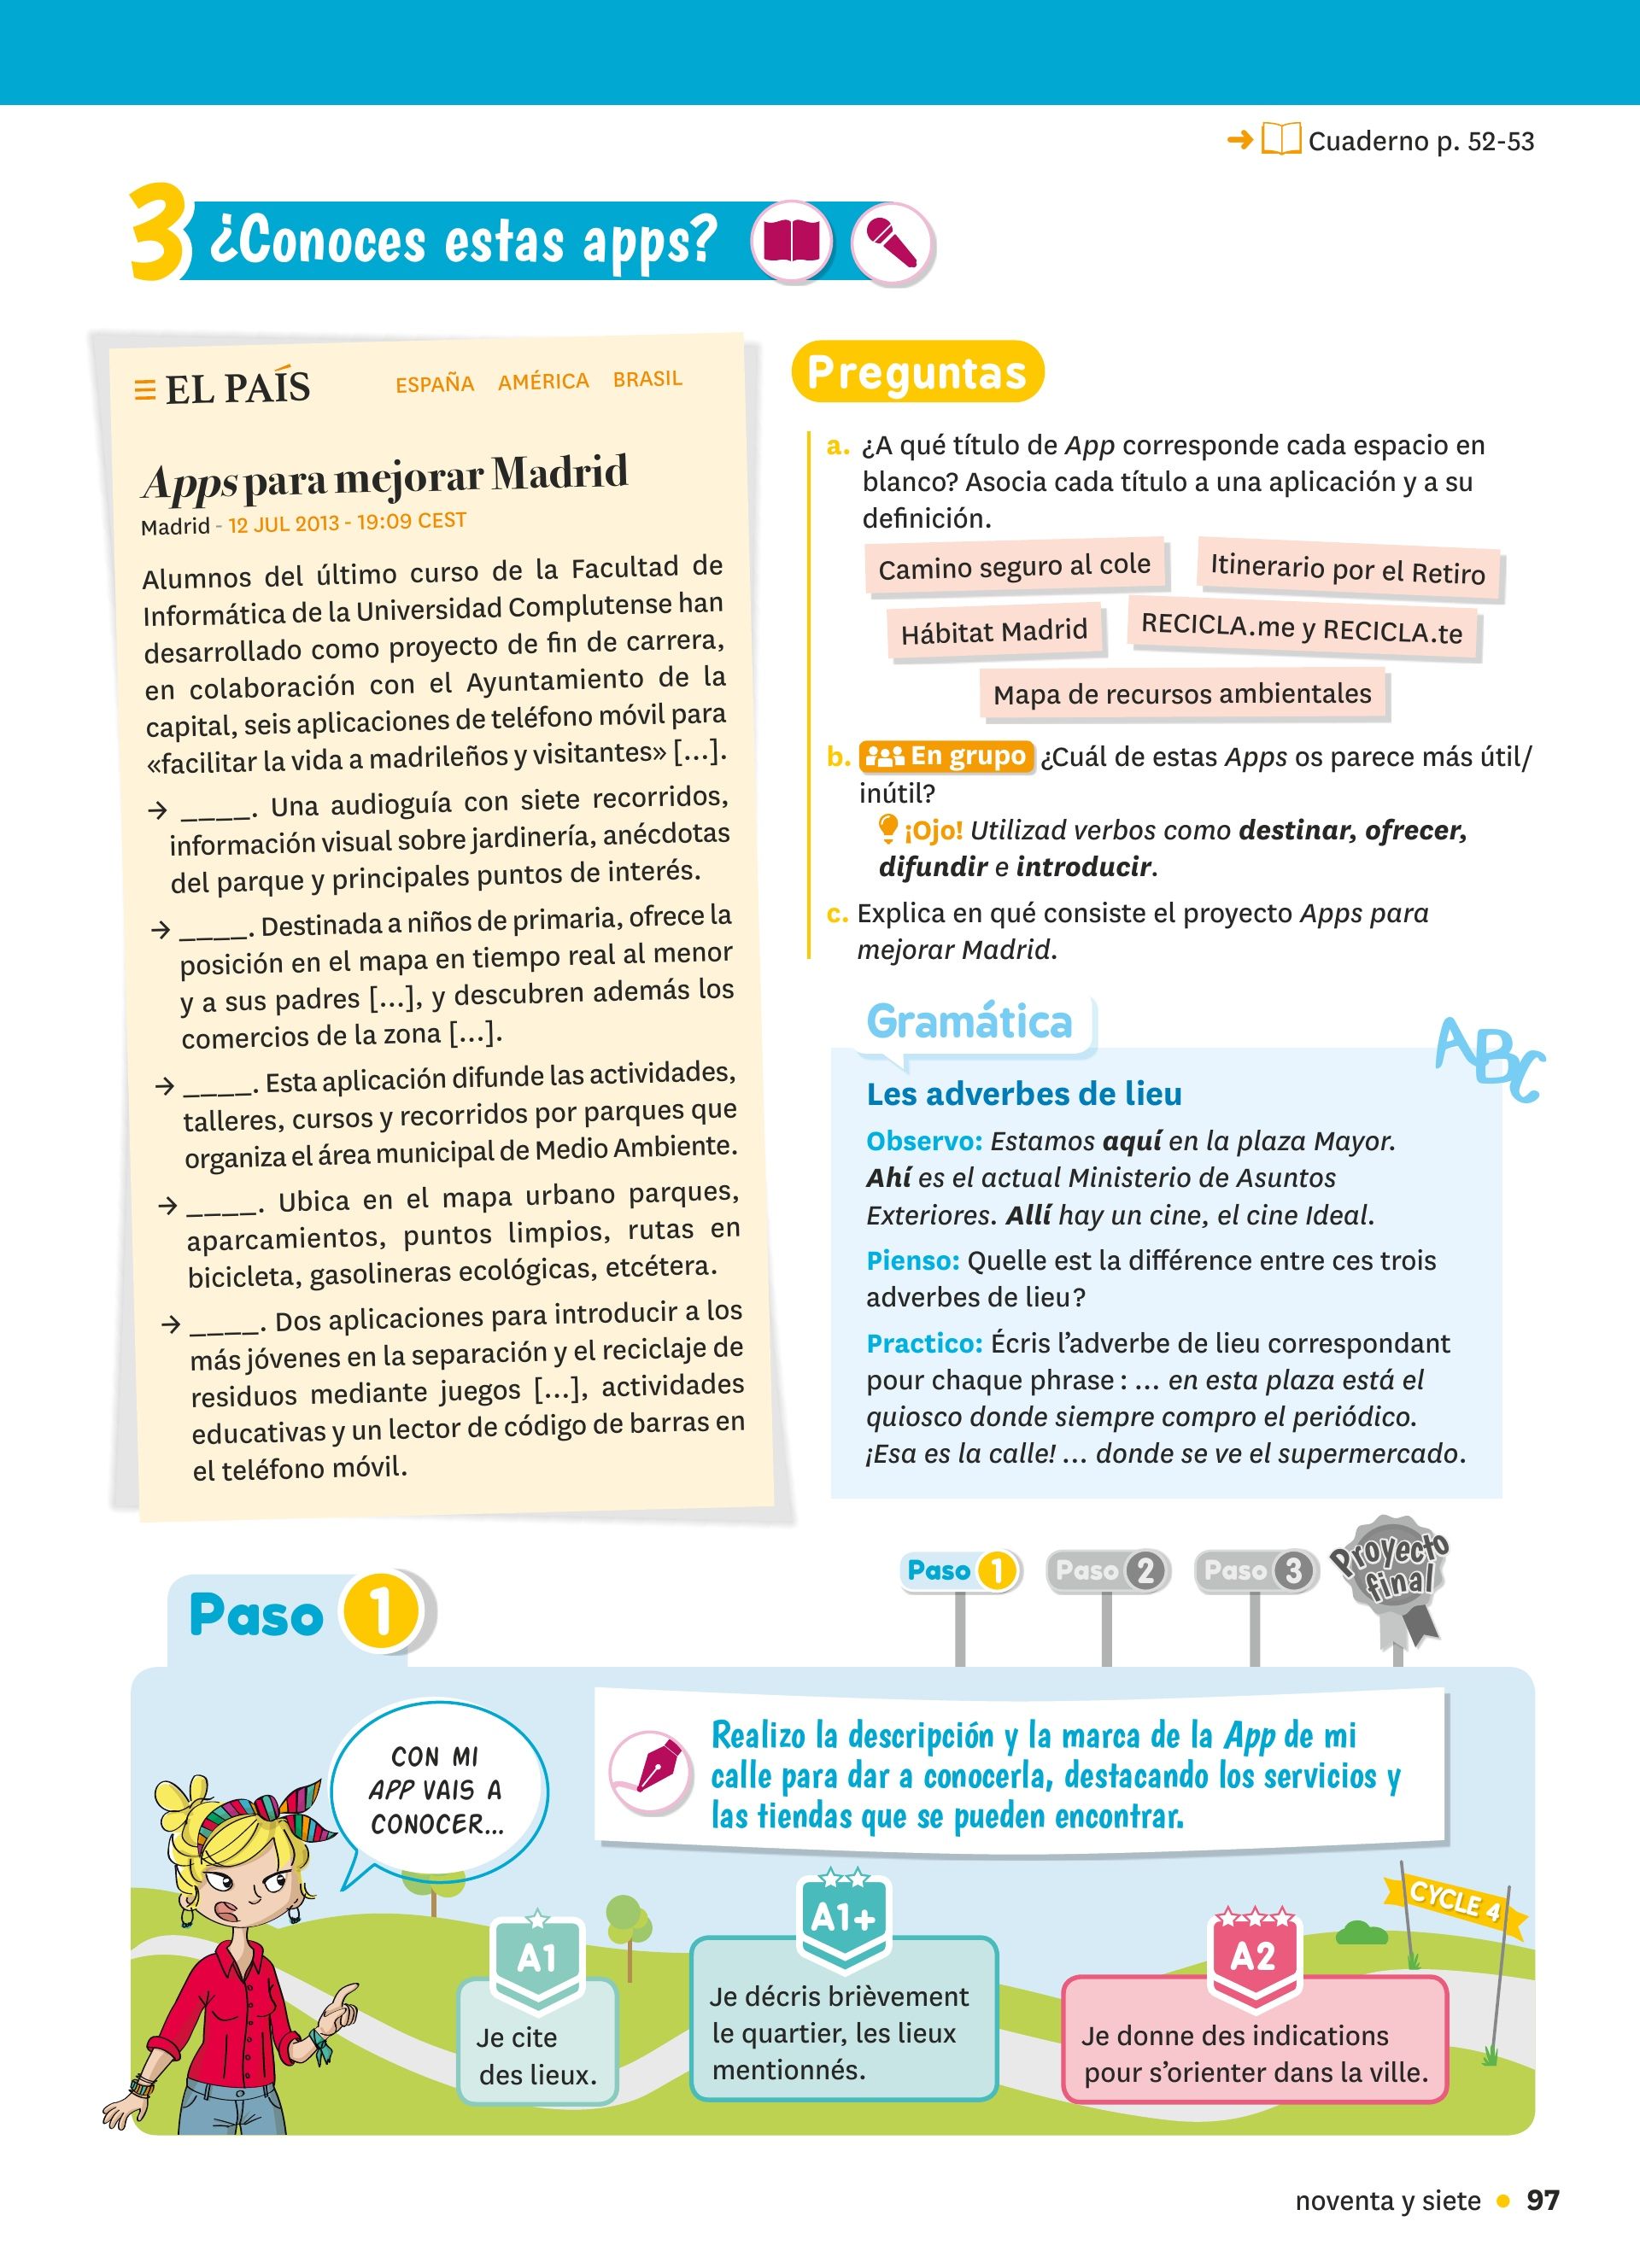 Cuaderno p. 52-53
3 ¿Conoces estas apps?
EL PAÍS
ESPAÑA AMÉRICA BRASIL
Apps para mejorar Madrid
Madrid - 12 JUL 2013 - 19:09 CEST
Alumnos del último curso de la Facultad de
Informática de la Universidad Complutense han
desarrollado como proyecto de fin de carrera,
en colaboración con el Ayuntamiento de la
capital, seis aplicaciones de teléfono móvil para
«facilitar la vida a madrileños y visitantes» [...].
→ ____. Una audioguía con siete recorridos,
información visual sobre jardinería, anécdotas
del parque y principales puntos de interés.
→ ____. Destinada a niños de primaria, ofrece la
posición en el mapa en tiempo real al menor
y a sus padres [...], y descubren además los
comercios de la zona [...].
→ ____. Esta aplicación difunde las actividades,
talleres, cursos y recorridos por parques que
organiza el área municipal de Medio Ambiente.
→ ____. Ubica en el mapa urbano parques,
aparcamientos, puntos limpios, rutas en
bicicleta, gasolineras ecológicas, etcétera.
→ ____. Dos aplicaciones para introducir a los
más jóvenes en la separación y el reciclaje de
residuos mediante juegos [...], actividades
educativas y un lector de código de barras en
el teléfono móvil.
Preguntas
a. ¿A qué título de App corresponde cada espacio en
blanco? Asocia cada título a una aplicación y a su
definición.
Camino seguro al cole
Itinerario por el Retiro
Hábitat Madrid
RECICLA.me y RECICLA.te
Mapa de recursos ambientales
b. En grupo ¿Cuál de estas Apps os parece más útil/
inútil?
¡Ojo! Utilizad verbos como destinar, ofrecer,
difundir e introducir.
c. Explica en qué consiste el proyecto Apps para
mejorar Madrid.
Gramática
ABC
Les adverbes de lieu
Observo: Estamos aquí en la plaza Mayor.
Ahí es el actual Ministerio de Asuntos
Exteriores. Allí hay un cine, el cine Ideal.
Pienso: Quelle est la différence entre ces trois
adverbes de lieu?
Practico: Écris l'adverbe de lieu correspondant
pour chaque phrase : ... en esta plaza está el
quiosco donde siempre compro el periódico.
¡Esa es la calle! ... donde se ve el supermercado.
Paso 1
Paso 2
Paso 3
Proyecto
final
Paso 1
CON MI
APP VAIS A
CONOCER...
Realizo la descripción y la marca de la App de mi
calle para dar a conocerla, destacando los servicios y
las tiendas que se pueden encontrar.
A1
Je cite
des lieux.
A1+
Je décris brièvement
le quartier, les lieux
mentionnés.
A2
Je donne des indications
pour s'orienter dans la ville.
CYCLE 4
noventa y siete • 97